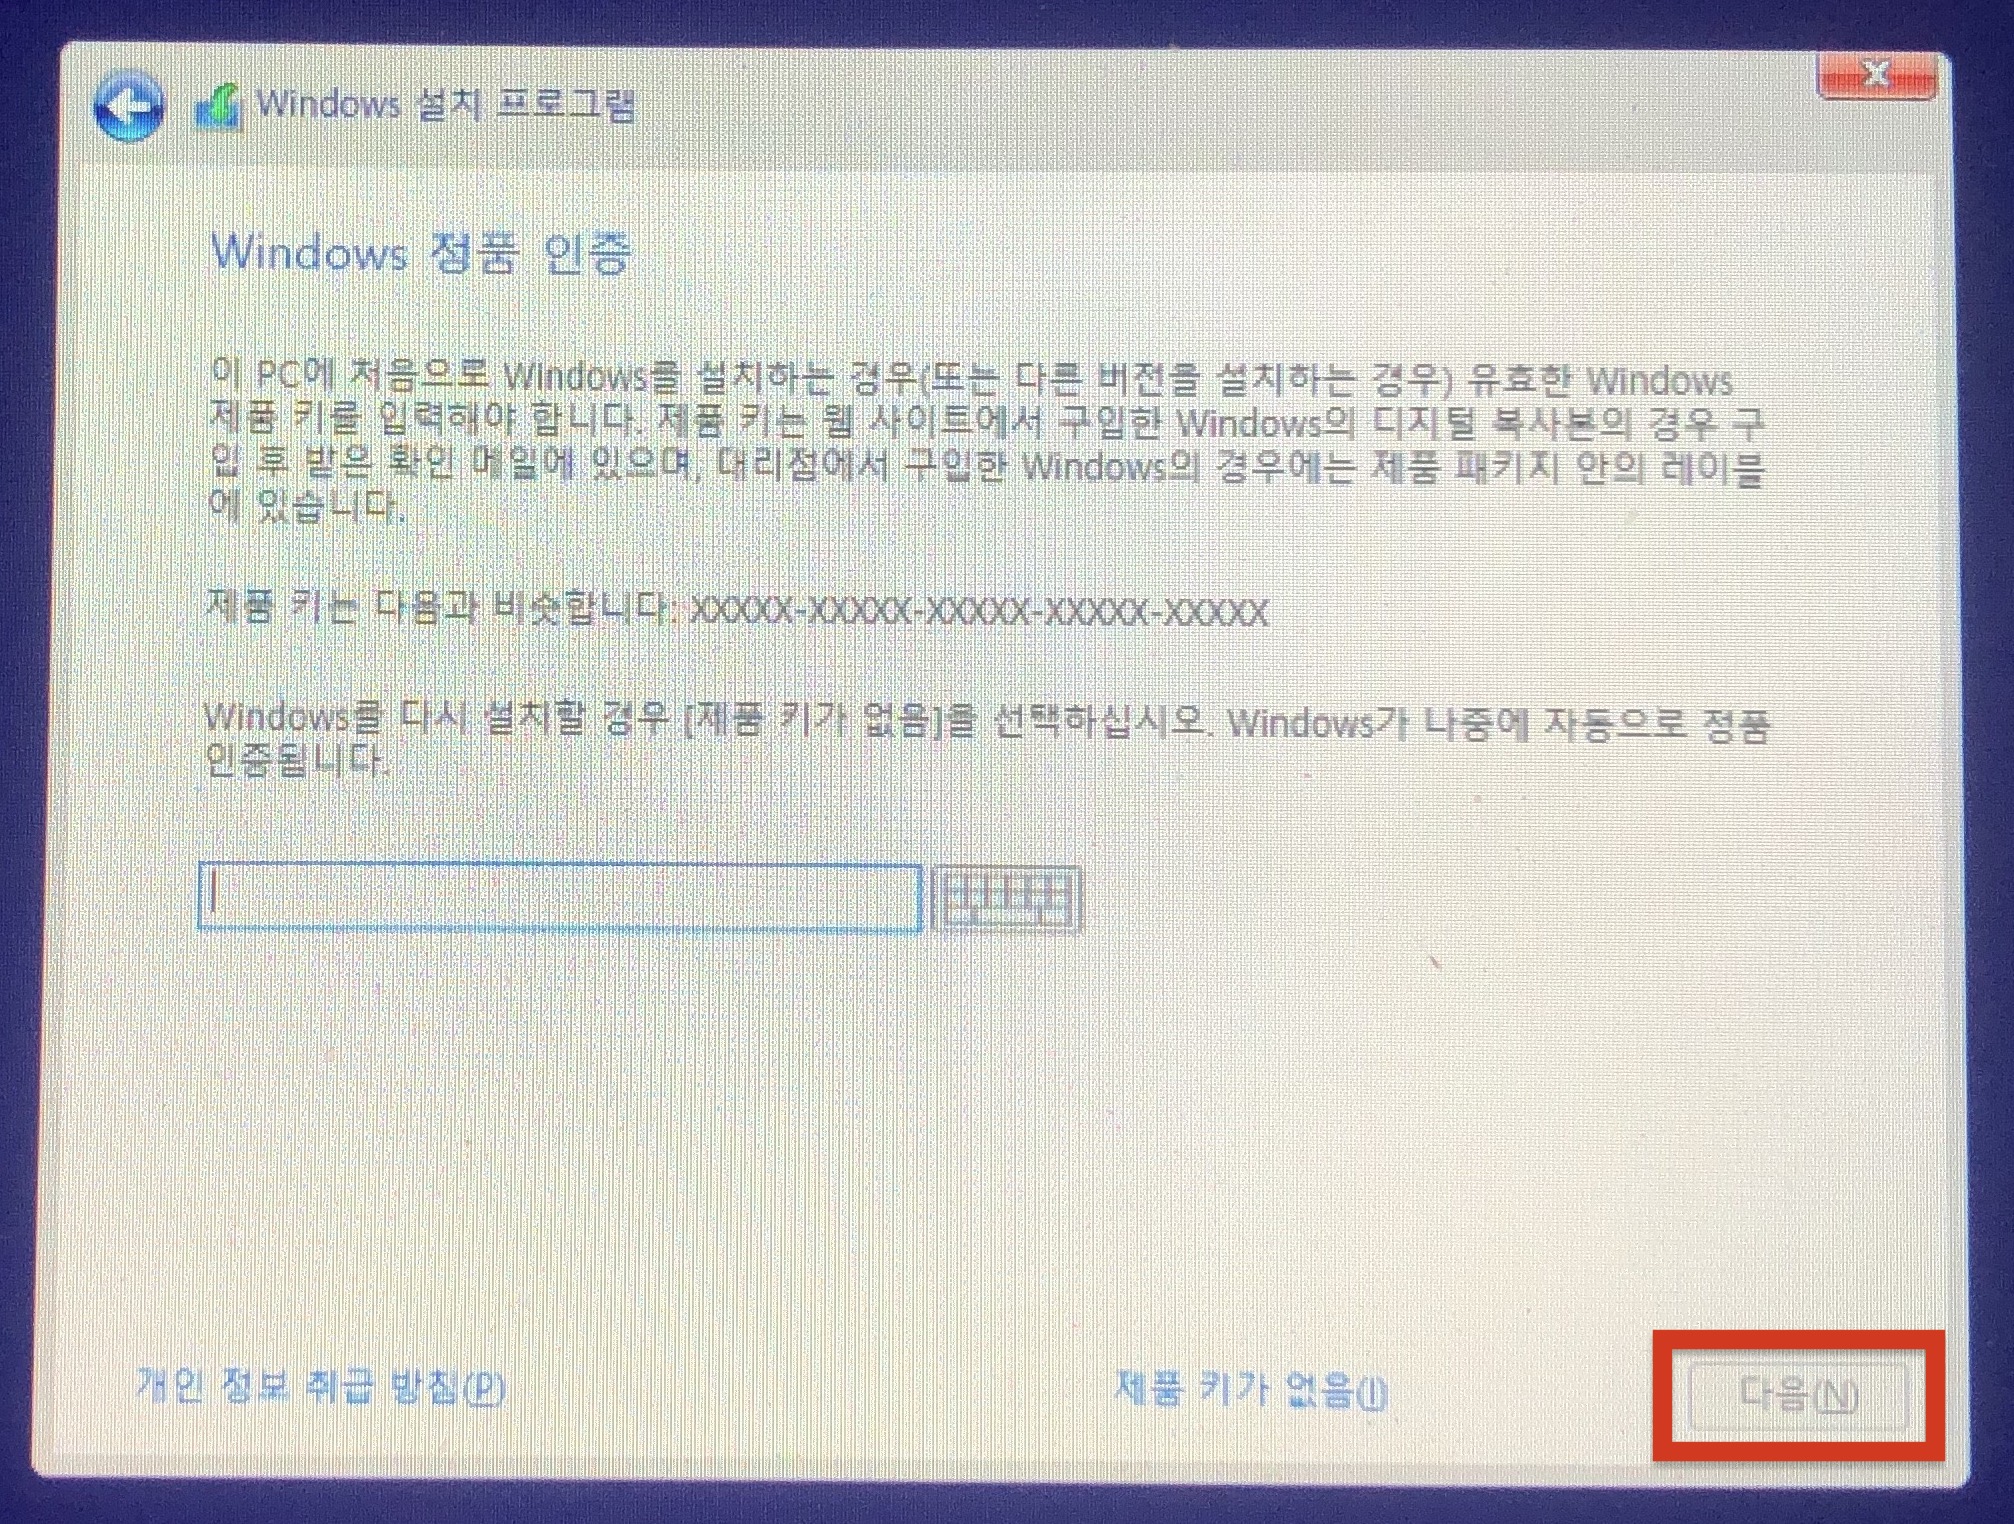 Windows 설치 프로그램
Windows 정품 인증
이 PC에 처음으로 Windows를 설치하는 경우(또는 다른 버전을 설치하는 경우) 유효한 Windows
제품 키를 입력해야 합니다. 제품 키는 웹 사이트에서 구입한 Windows의 디지털 복사본의 경우 구
입 후 받은 확인 메일에 있으며, 대리점에서 구입한 Windows의 경우에는 제품 패키지 안의 레이블
에 있습니다.
제품 키는 다음과 비슷합니다: XXXXX-XXXXX-XXXXX-XXXXX-XXXXX
Windows를 다시 설치할 경우 [제품 키가 없음]을 선택하십시오. Windows가 나중에 자동으로 정품
인증됩니다.
개인 정보 취급 방침(P)
제품 키가 없음(I)
다음(N)